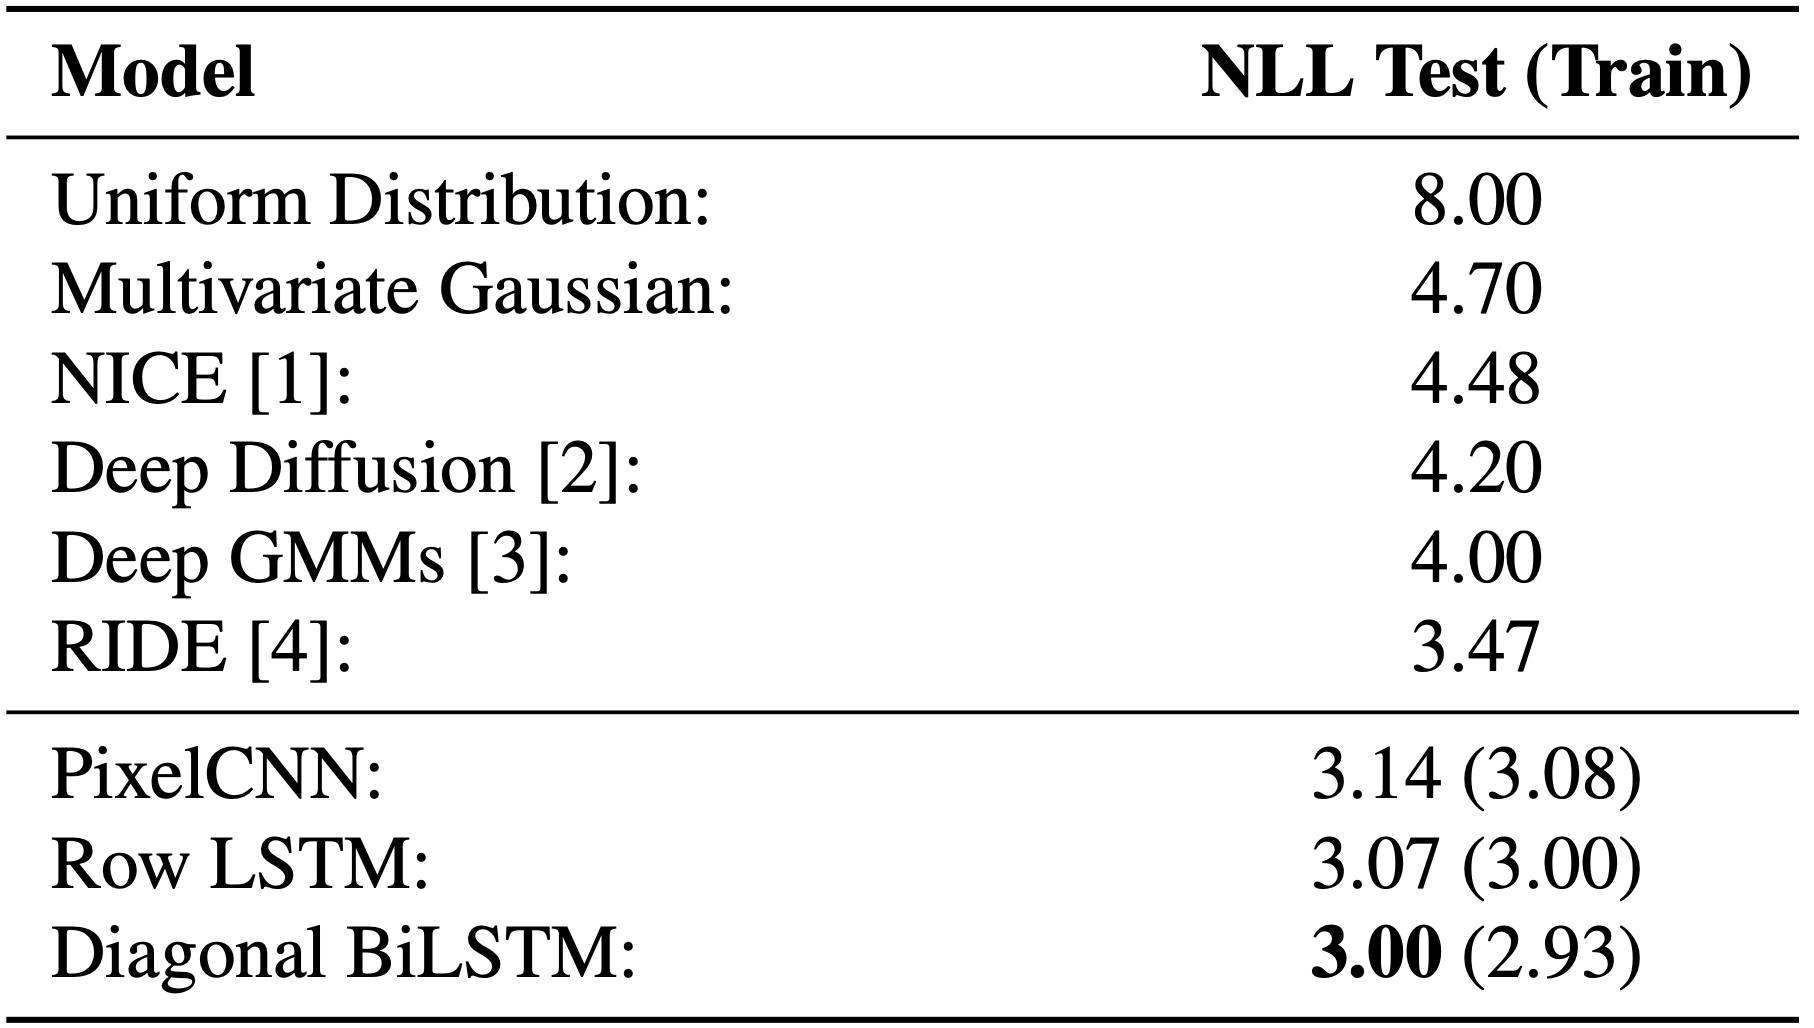 Model NLL Test (Train)
Uniform Distribution: 8.00
Multivariate Gaussian: 4.70
NICE [1]: 4.48
Deep Diffusion [2]: 4.20
Deep GMMs [3]: 4.00
RIDE [4]: 3.47
PixelCNN: 3.14 (3.08)
Row LSTM: 3.07 (3.00)
Diagonal BiLSTM: 3.00 (2.93)